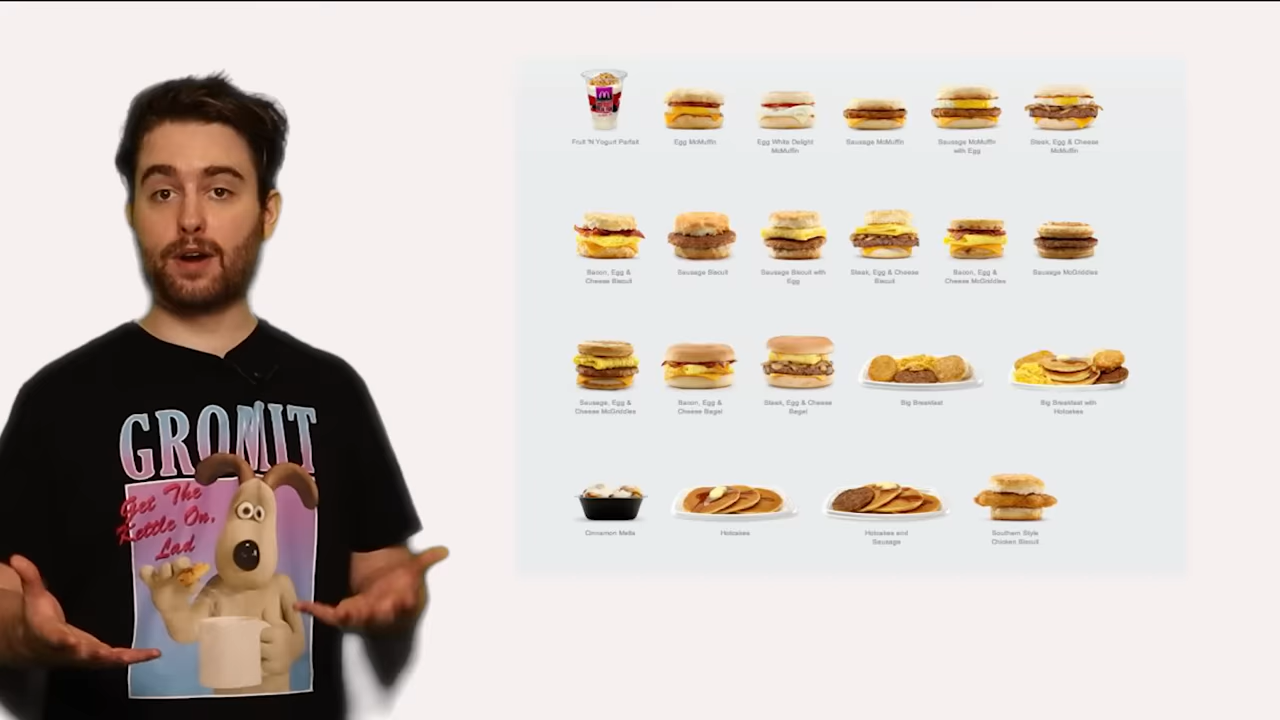 GROMIT
Get The
Kettle On,
Lad
Fruit 'N Yogurt Parfait
Egg McMuffin
Egg White Delight
McMuffin
Sausage McMuffin
Sausage McMuffin
with Egg
Steak, Egg & Cheese
McMuffin
Bacon, Egg &
Cheese Biscuit
Sausage Biscuit
Sausage Biscuit with
Egg
Steak, Egg & Cheese
Biscuit
Bacon, Egg &
Cheese McGriddles
Sausage McGriddles
Sausage, Egg &
Cheese McGriddles
Bacon, Egg &
Cheese Bagel
Steak, Egg & Cheese
Bagel
Big Breakfast
Big Breakfast with
Hotcakes
Cinnamon Melts
Hotcakes
Hotcakes and
Sausage
Southern Style
Chicken Biscuit